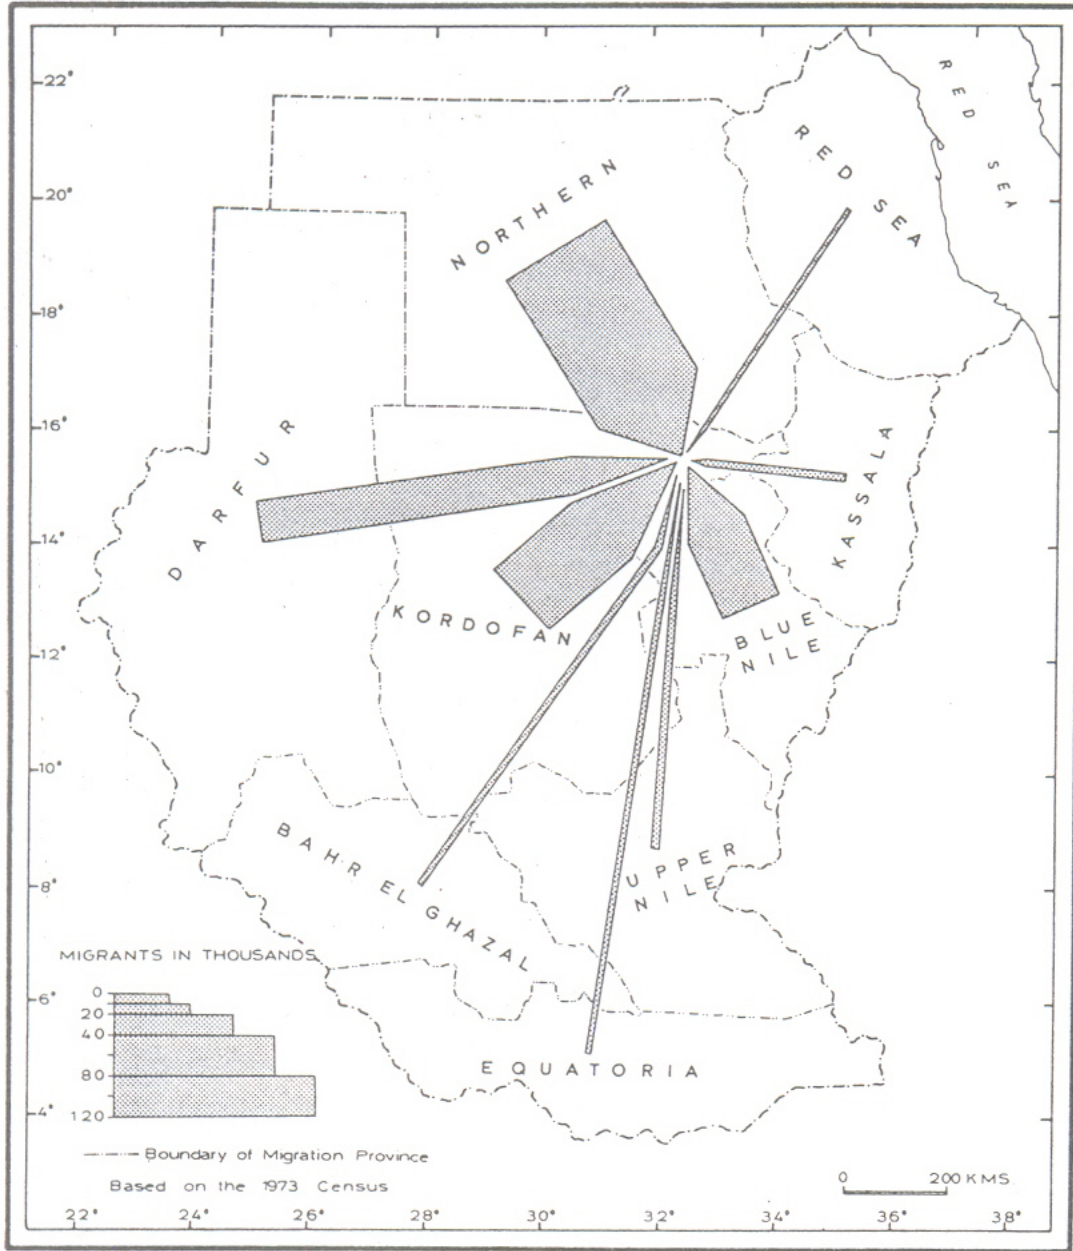 22°
20°
18°
16°
14°
12°
10°
8°
6°
4°
RED SEA
RED SEA
NORTHERN
DARFUR
KASSALA
KORDOFAN
BLUE
NILE
BAHR EL GHAZAL
UPPER
NILE
EQUATORIA
MIGRANTS IN THOUSANDS
0
20
40
80
120
Boundary of Migration Province
Based on the 1973 Census
0 200 KMS
22° 24° 26° 28° 30° 32° 34° 36° 38°